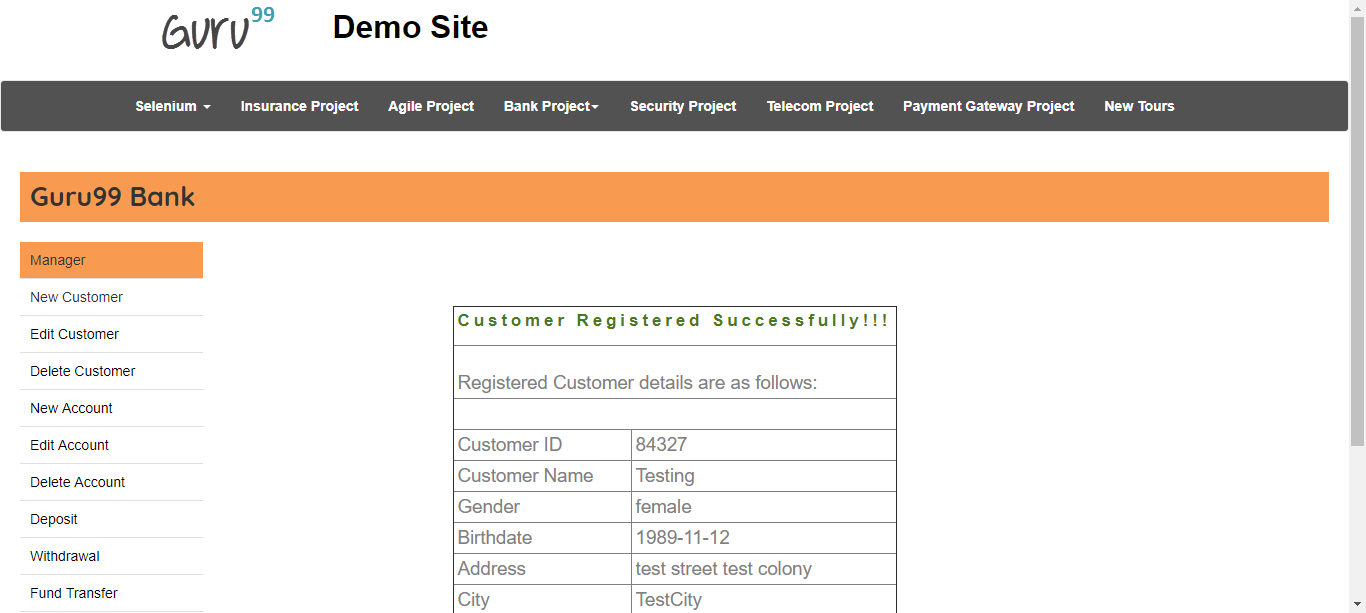 Guru99 Demo Site
Selenium Insurance Project Agile Project Bank Project Security Project Telecom Project Payment Gateway Project New Tours
Guru99 Bank
Manager
New Customer
Edit Customer
Delete Customer
New Account
Edit Account
Delete Account
Deposit
Withdrawal
Fund Transfer
Customer Registered Successfully!!!
Registered Customer details are as follows:
Customer ID 84327
Customer Name Testing
Gender female
Birthdate 1989-11-12
Address test street test colony
City TestCity